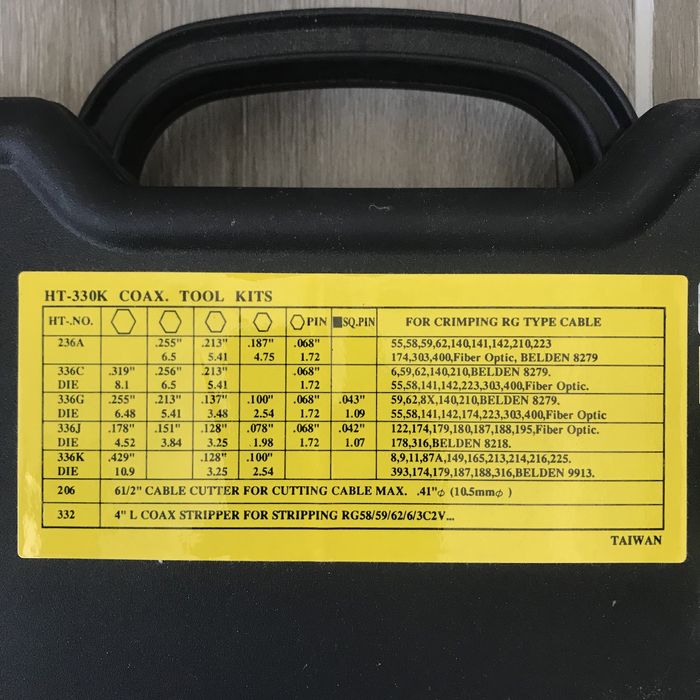 HT-330K COAX. TOOL KITS
HT-.NO. PIN SQ.PIN FOR CRIMPING RG TYPE CABLE
236A .255" .213" .187" .068" 55,58,59,62,140,141,142,210,223
6.5 5.41 4.75 1.72 174,303,400,Fiber Optic, BELDEN 8279
336C .319" .256" .213" .068" 6,59,62,140,210,BELDEN 8279.
DIE 8.1 6.5 5.41 1.72 55,58,141,142,223,303,400,Fiber Optic.
336G .255" .213" .137" .100" .068" .043" 59,62,8X,140,210,BELDEN 8279.
DIE 6.48 5.41 3.48 2.54 1.72 1.09 55,58,141,142,174,223,303,400,Fiber Optic
336J .178" .151" .128" .078" .068" .042" 122,174,179,180,187,188,195,Fiber Optic.
DIE 4.52 3.84 3.25 1.98 1.72 1.07 178,316,BELDEN 8218.
336K .429" .128" .100" 8,9,11,87A,149,165,213,214,216,225.
DIE 10.9 3.25 2.54 393,174,179,187,188,316,BELDEN 9913.
206 61/2" CABLE CUTTER FOR CUTTING CABLE MAX. .41"ϕ (10.5mmϕ )
332 4" L COAX STRIPPER FOR STRIPPING RG58/59/62/6/3C2V...
TAIWAN